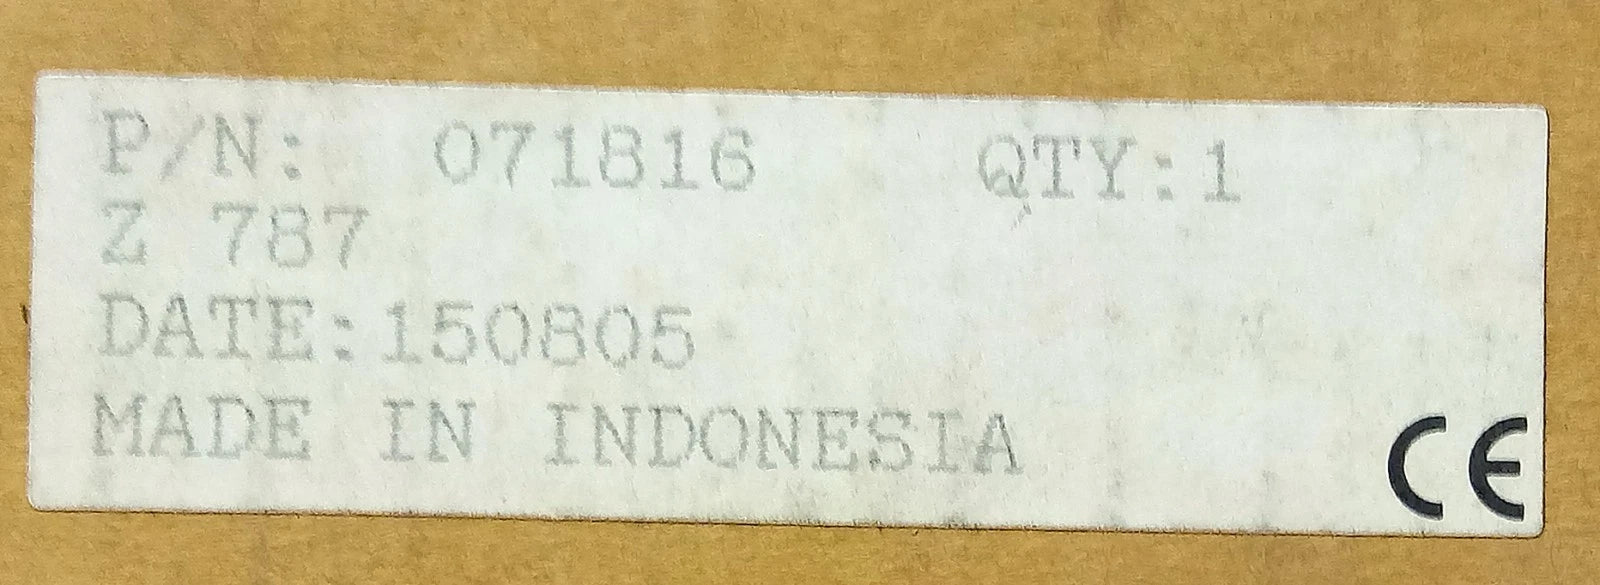 P/N: 071816 QTY:1
Z 787
DATE:150805
MADE IN INDONESIA
CE